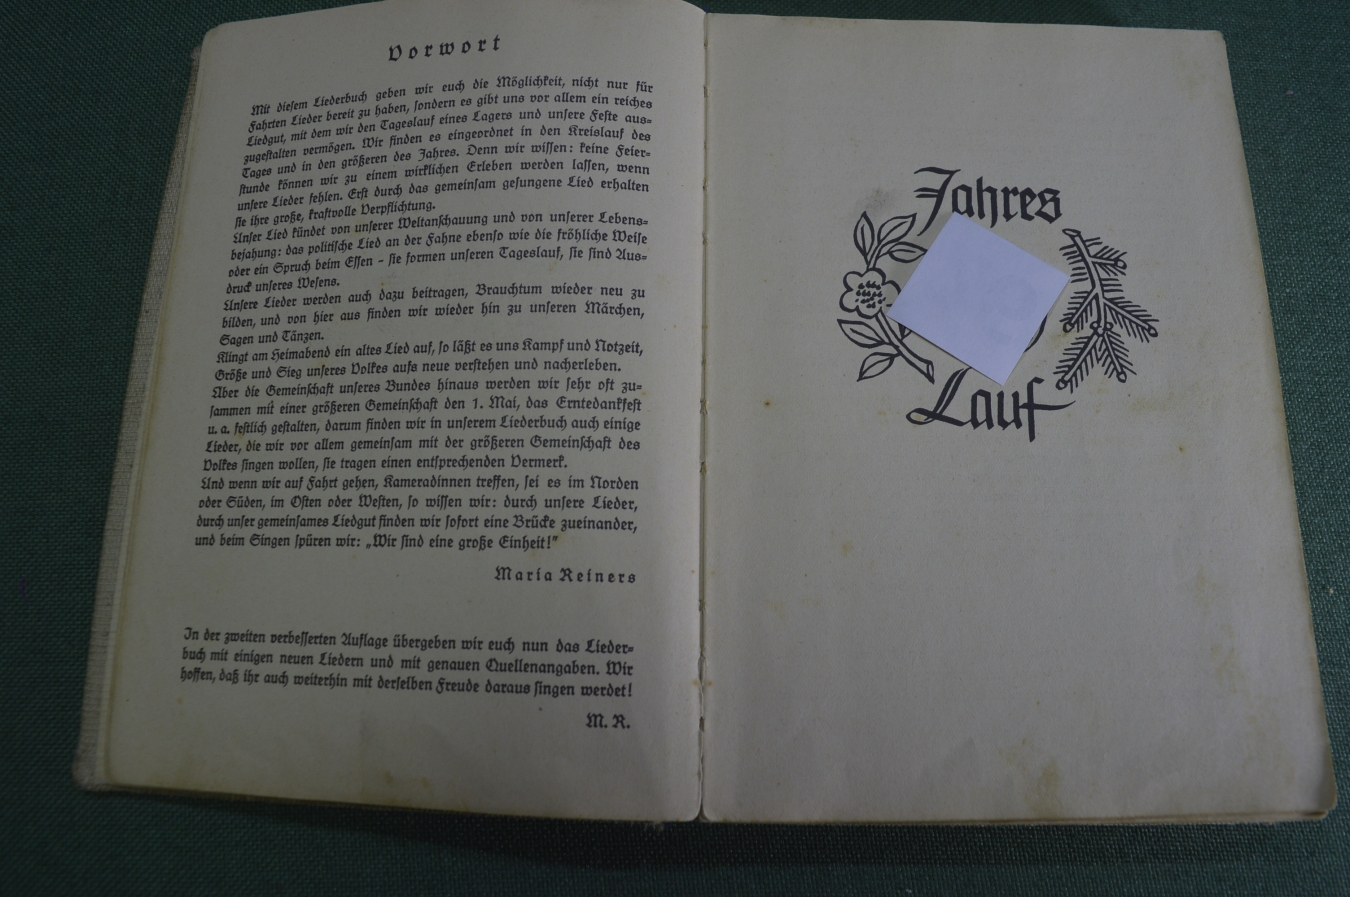 Vorwort
Mit diesem Liederbuch geben wir euch die Möglichkeit, nicht nur für
Fahrten Lieder bereit zu haben, sondern es gibt uns vor allem ein reiches
Liedgut, mit dem wir den Tageslauf eines Lagers und unsere Feste aus-
zugestalten vermögen. Wir finden es eingeordnet in den Kreislauf des
Tages und in den größeren des Jahres. Denn wir wissen: keine Feier-
stunde können wir zu einem wirklichen Erleben werden lassen, wenn
unsere Lieder fehlen. Erst durch das gemeinsam gesungene Lied erhalten
sie ihre große, kraftvolle Verpflichtung.
Unser Lied kündet von unserer Weltanschauung und von unserer Lebens-
bejahung: das politische Lied an der Fahne ebenso wie die fröhliche Weise
oder ein Spruch beim Essen - sie formen unseren Tageslauf, sie sind Aus-
druck unseres Wesens.
Unsere Lieder werden auch dazu beitragen, Brauchtum wieder neu zu
bilden, und von hier aus finden wir wieder hin zu unseren Märchen,
Sagen und Tänzen.
Klingt am Heimabend ein altes Lied auf, so läßt es uns Kampf und Notzeit,
Größe und Sieg unseres Volkes aufs neue verstehen und nacherleben.
Aber die Gemeinschaft unseres Bundes hinaus werden wir sehr oft zu-
sammen mit einer größeren Gemeinschaft den 1. Mai, das Erntedankfest
u. a. festlich gestalten, darum finden wir in unserem Liederbuch auch einige
Lieder, die wir vor allem gemeinsam mit der größeren Gemeinschaft des
Volkes singen wollen, sie tragen einen entsprechenden Vermerk.
Und wenn wir auf Fahrt gehen, Kameradinnen treffen, sei es im Norden
oder Süden, im Osten oder Westen, so wissen wir: durch unsere Lieder,
durch unser gemeinsames Liedgut finden wir sofort eine Brücke zueinander,
und beim Singen spüren wir: „Wir sind eine große Einheit!"
Maria Reiners
In der zweiten verbesserten Auflage übergeben wir euch nun das Lieder-
buch mit einigen neuen Liedern und mit genauen Quellenangaben. Wir
hoffen, daß ihr auch weiterhin mit derselben Freude daraus singen werdet!
M. R.
Jahres
Lauf